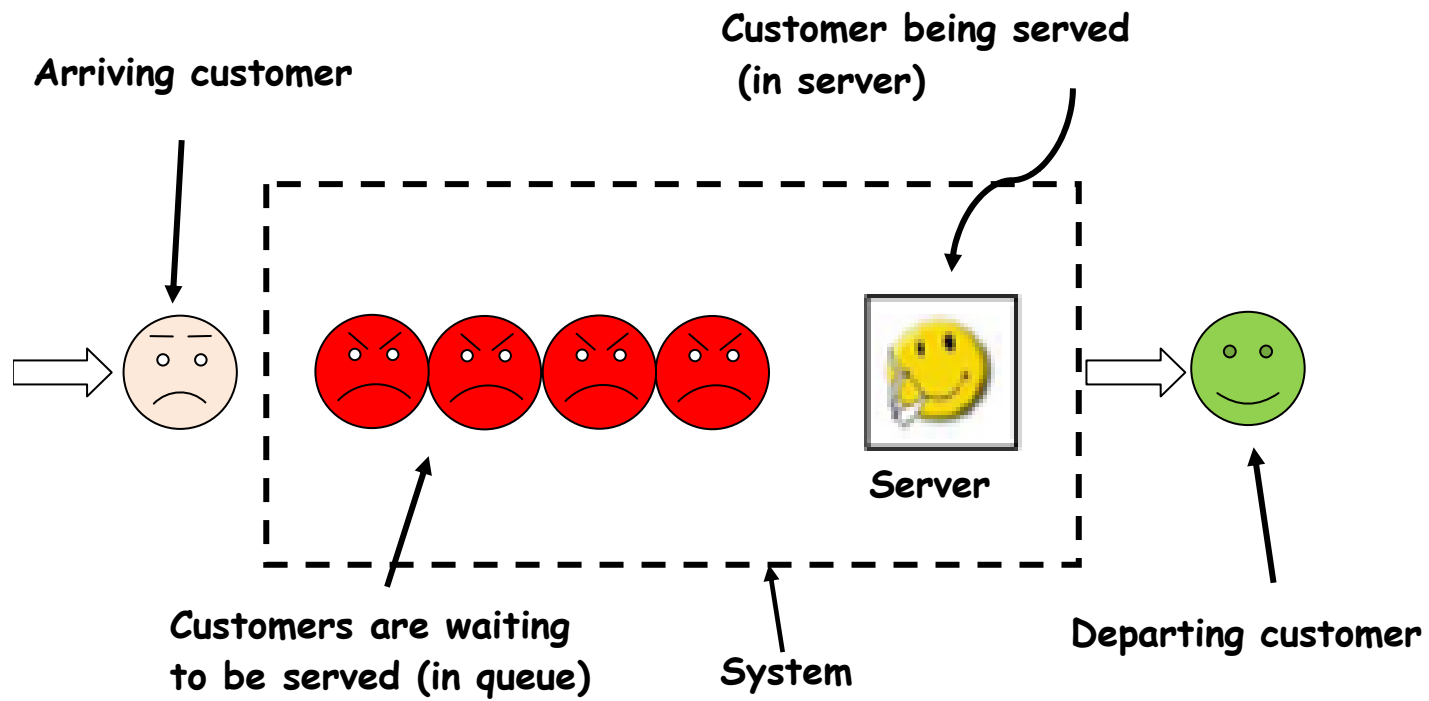 Customer being served
(in server)
Arriving customer
Server
Customers are waiting
to be served (in queue)
System
Departing customer